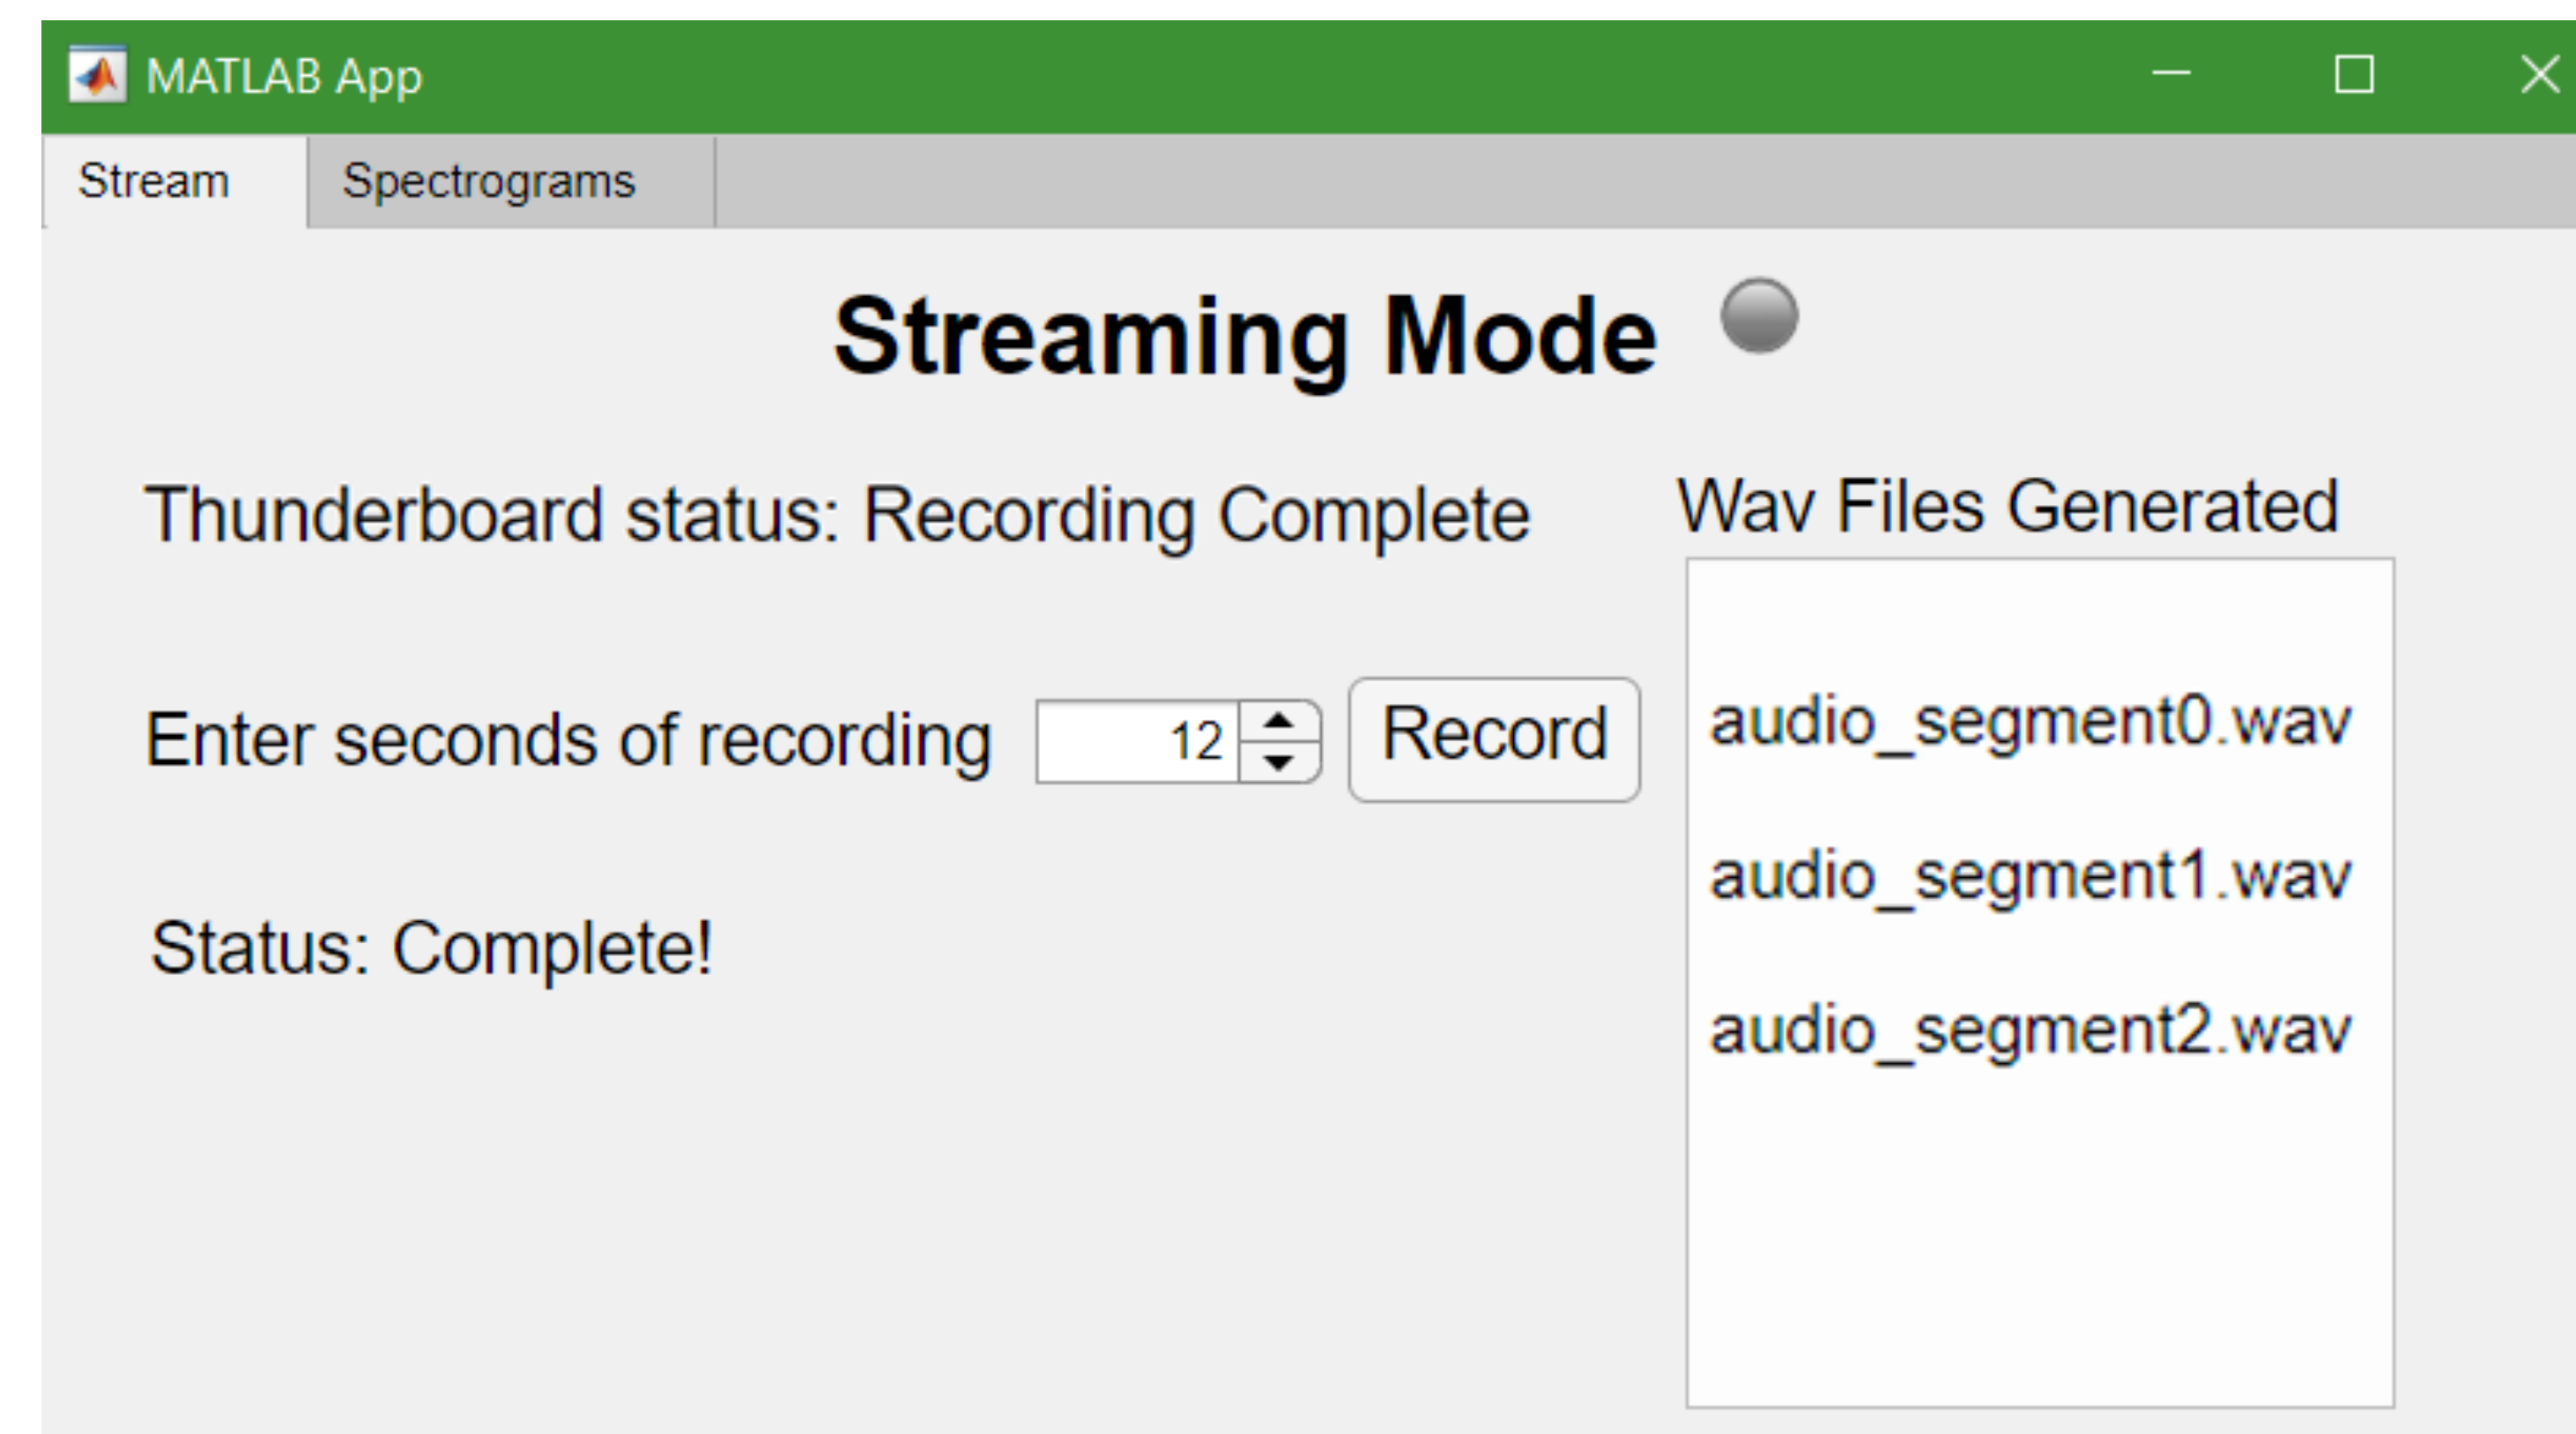 MATLAB App
Stream Spectrograms
Streaming Mode
Thunderboard status: Recording Complete
Enter seconds of recording 12 Record
Status: Complete!
Wav Files Generated
audio_segment0.wav
audio_segment1.wav
audio_segment2.wav